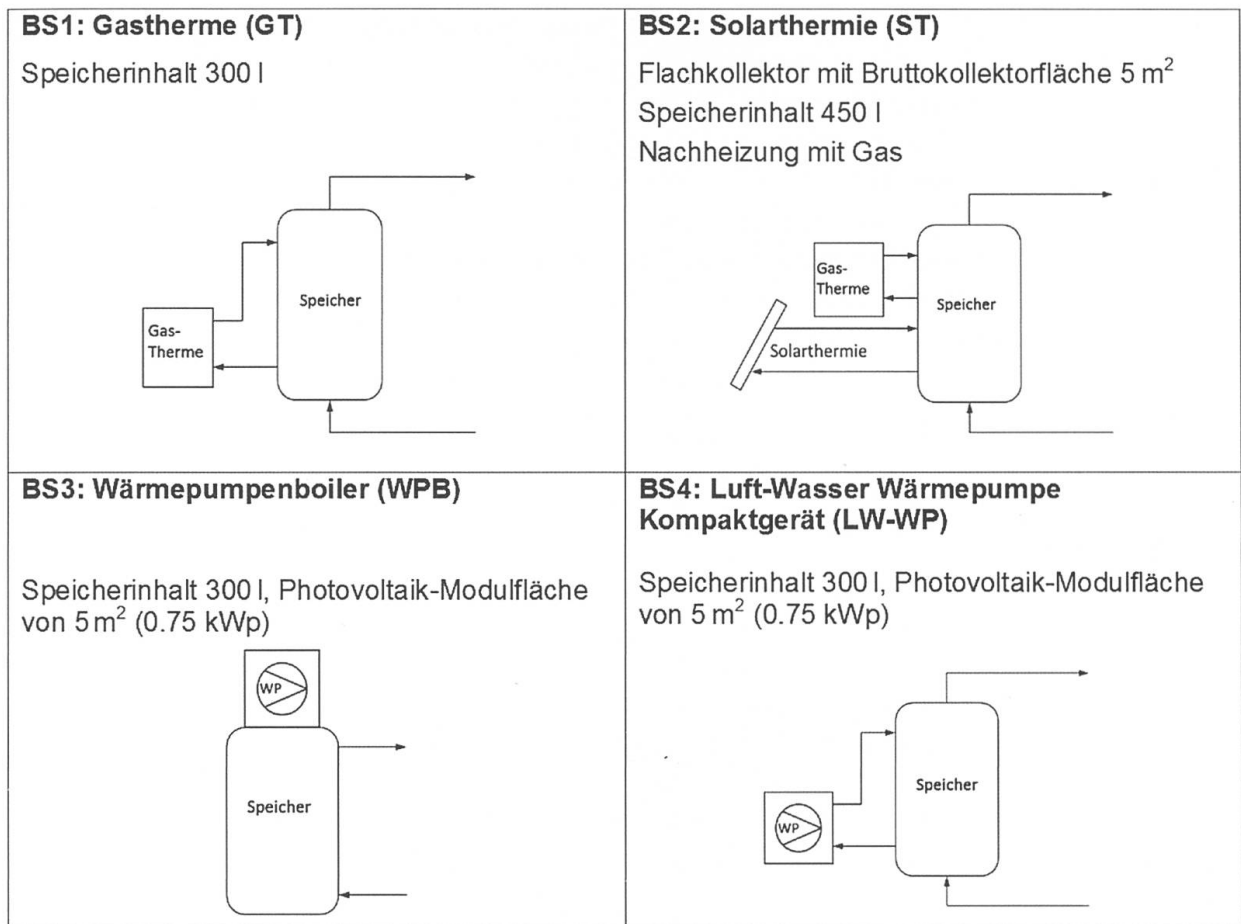 BS1: Gastherme (GT)
Speicherinhalt 300 l
Gas-
Therme
Speicher
BS2: Solarthermie (ST)
Flachkollektor mit Bruttokollektorfläche 5 m²
Speicherinhalt 450 l
Nachheizung mit Gas
Gas-
Therme
Speicher
Solarthermie
BS3: Wärmepumpenboiler (WPB)
Speicherinhalt 300 l, Photovoltaik-Modulfläche
von 5 m² (0.75 kWp)
WP
Speicher
BS4: Luft-Wasser Wärmepumpe
Kompaktgerät (LW-WP)
Speicherinhalt 300 l, Photovoltaik-Modulfläche
von 5 m² (0.75 kWp)
Speicher
WP